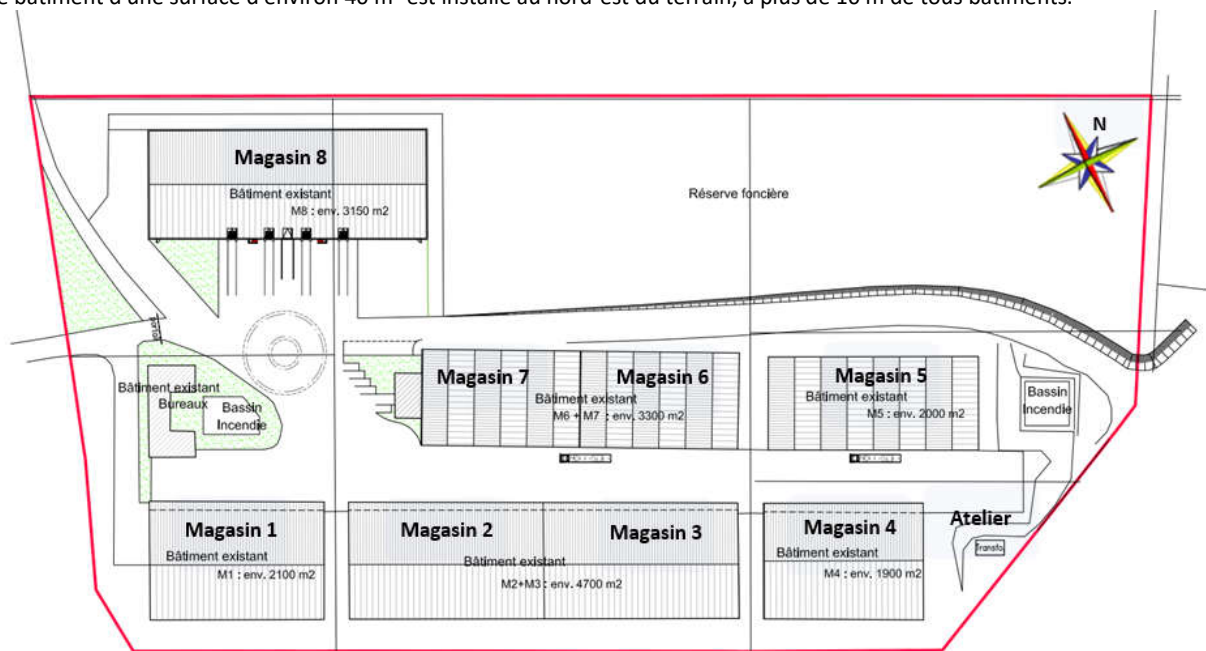 bâtiment d'une surface d'environ 40 m² est installé au nord-est du terrain, à plus de 10 m de tous bâtiments.
N
Magasin 8
Bâtiment existant
M8 : env. 3150 m2
Réserve foncière
Magasin 7
Magasin 6
Magasin 5
Bâtiment existant
Bureaux
Bassin
Incendie
Bâtiment existant
M6 + M7 : env. 3300 m2
Bâtiment existant
M5 : env. 2000 m2
Bassin
Incendie
Magasin 1
Magasin 2
Magasin 3
Magasin 4
Atelier
Bâtiment existant
M1 : env. 2100 m2
Bâtiment existant
M2+M3 : env. 4700 m2
Bâtiment existant
M4 : env. 1900 m2
Transfo.